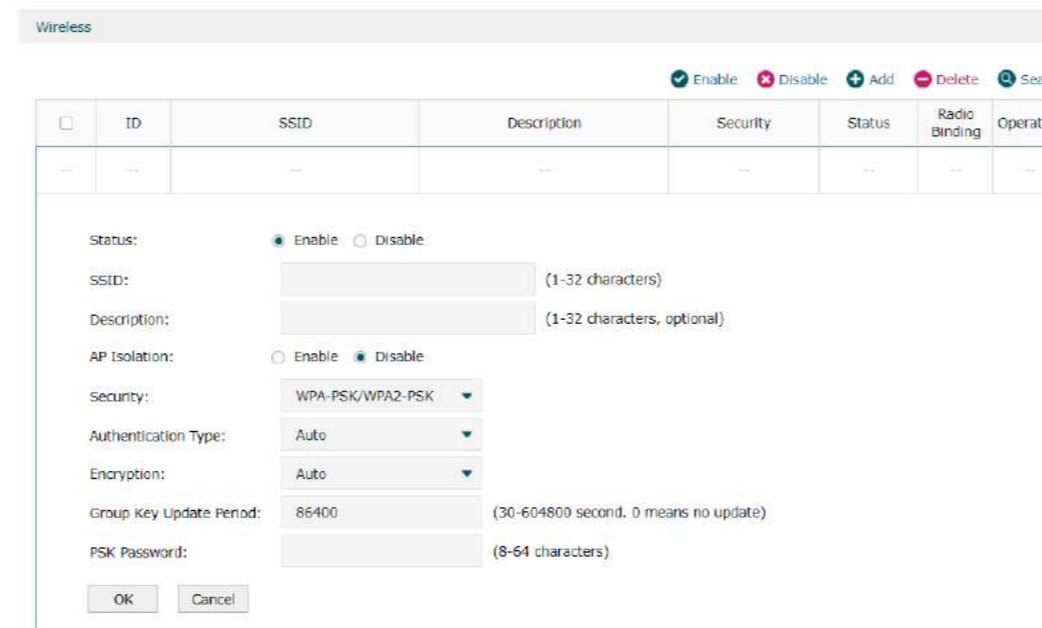 Wireless
Enable Disable Add Delete
ID SSID Description Security Status Radio Binding
-- -- -- -- -- -- -- --
Status: Enable Disable
SSID: (1-32 characters)
Description: (1-32 characters, optional)
AP Isolation: Enable Disable
Security: WPA-PSK/WPA2-PSK
Authentication Type: Auto
Encryption: Auto
Group Key Update Period: 86400 (30-604800 second. 0 means no update)
PSK Password: (8-64 characters)
OK Cancel